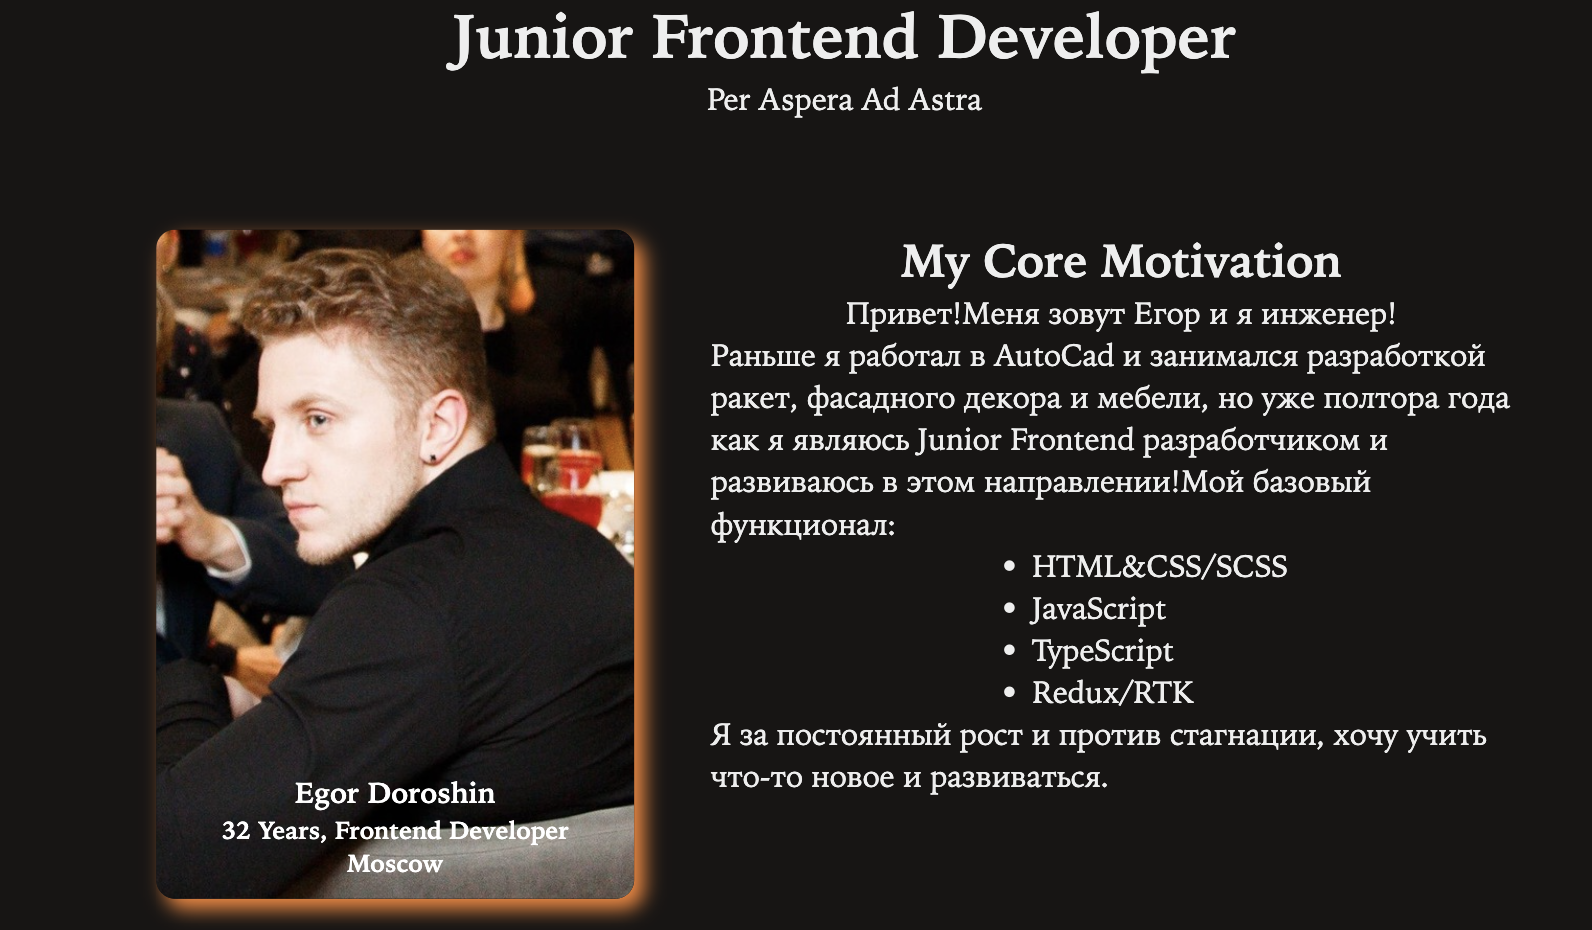 Junior Frontend Developer
Per Aspera Ad Astra
My Core Motivation
Привет!Меня зовут Егор и я инженер!
Раньше я работал в AutoCad и занимался разработкой
ракет, фасадного декора и мебели, но уже полтора года
как я являюсь Junior Frontend разработчиком и
развиваюсь в этом направлении!Мой базовый
функционал:
• HTML&CSS/SCSS
• JavaScript
• TypeScript
• Redux/RTK
Я за постоянный рост и против стагнации, хочу учить
что-то новое и развиваться.
Egor Doroshin
32 Years, Frontend Developer
Moscow